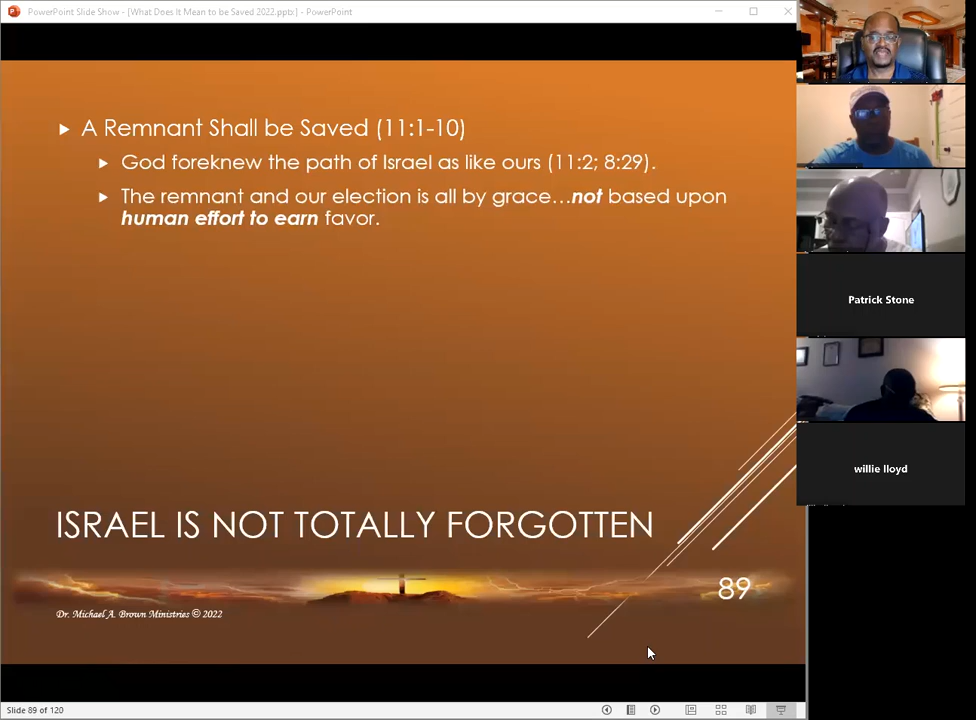 PowerPoint Slide Show - [What Does It Mean to be Saved 2022.ppb:] - PowerPoint
A Remnant Shall be Saved (11:1-10)
God foreknew the path of Israel as like ours (11:2; 8:29).
The remnant and our election is all by grace…not based upon
human effort to earn favor.
ISRAEL IS NOT TOTALLY FORGOTTEN
89
Dr. Michael A. Brown Ministries © 2022
Slide 89 of 120
Patrick Stone
willie lloyd